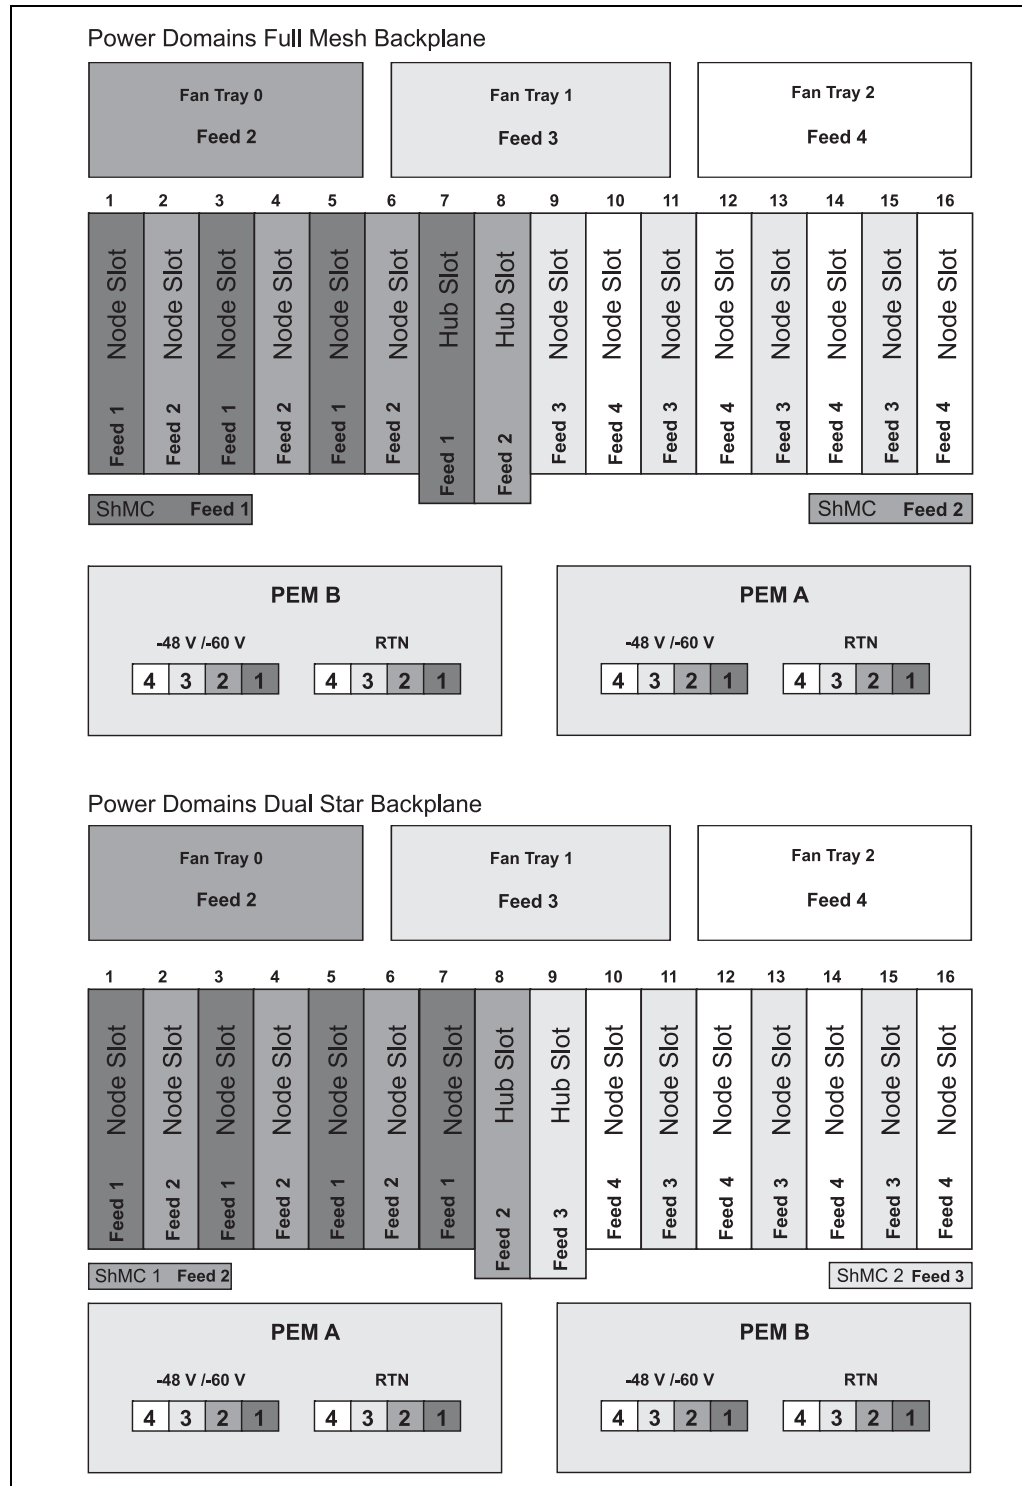 Power Domains Full Mesh Backplane
Fan Tray 0
Feed 2
Fan Tray 1
Feed 3
Fan Tray 2
Feed 4
1 2 3 4 5 6 7 8 9 10 11 12 13 14 15 16
Node Slot Feed 1
Node Slot Feed 2
Node Slot Feed 1
Node Slot Feed 2
Node Slot Feed 1
Node Slot Feed 2
Hub Slot Feed 1
Hub Slot Feed 2
Node Slot Feed 3
Node Slot Feed 4
Node Slot Feed 3
Node Slot Feed 4
Node Slot Feed 3
Node Slot Feed 4
Node Slot Feed 3
Node Slot Feed 4
ShMC Feed 1
ShMC Feed 2
PEM B
-48 V /-60 V RTN
4 3 2 1 4 3 2 1
PEM A
-48 V /-60 V RTN
4 3 2 1 4 3 2 1
Power Domains Dual Star Backplane
Fan Tray 0
Feed 2
Fan Tray 1
Feed 3
Fan Tray 2
Feed 4
1 2 3 4 5 6 7 8 9 10 11 12 13 14 15 16
Node Slot Feed 1
Node Slot Feed 2
Node Slot Feed 1
Node Slot Feed 2
Node Slot Feed 1
Node Slot Feed 2
Node Slot Feed 1
Hub Slot Feed 2
Hub Slot Feed 3
Node Slot Feed 4
Node Slot Feed 3
Node Slot Feed 4
Node Slot Feed 3
Node Slot Feed 4
Node Slot Feed 3
Node Slot Feed 4
ShMC 1 Feed 2
ShMC 2 Feed 3
PEM A
-48 V /-60 V RTN
4 3 2 1 4 3 2 1
PEM B
-48 V /-60 V RTN
4 3 2 1 4 3 2 1